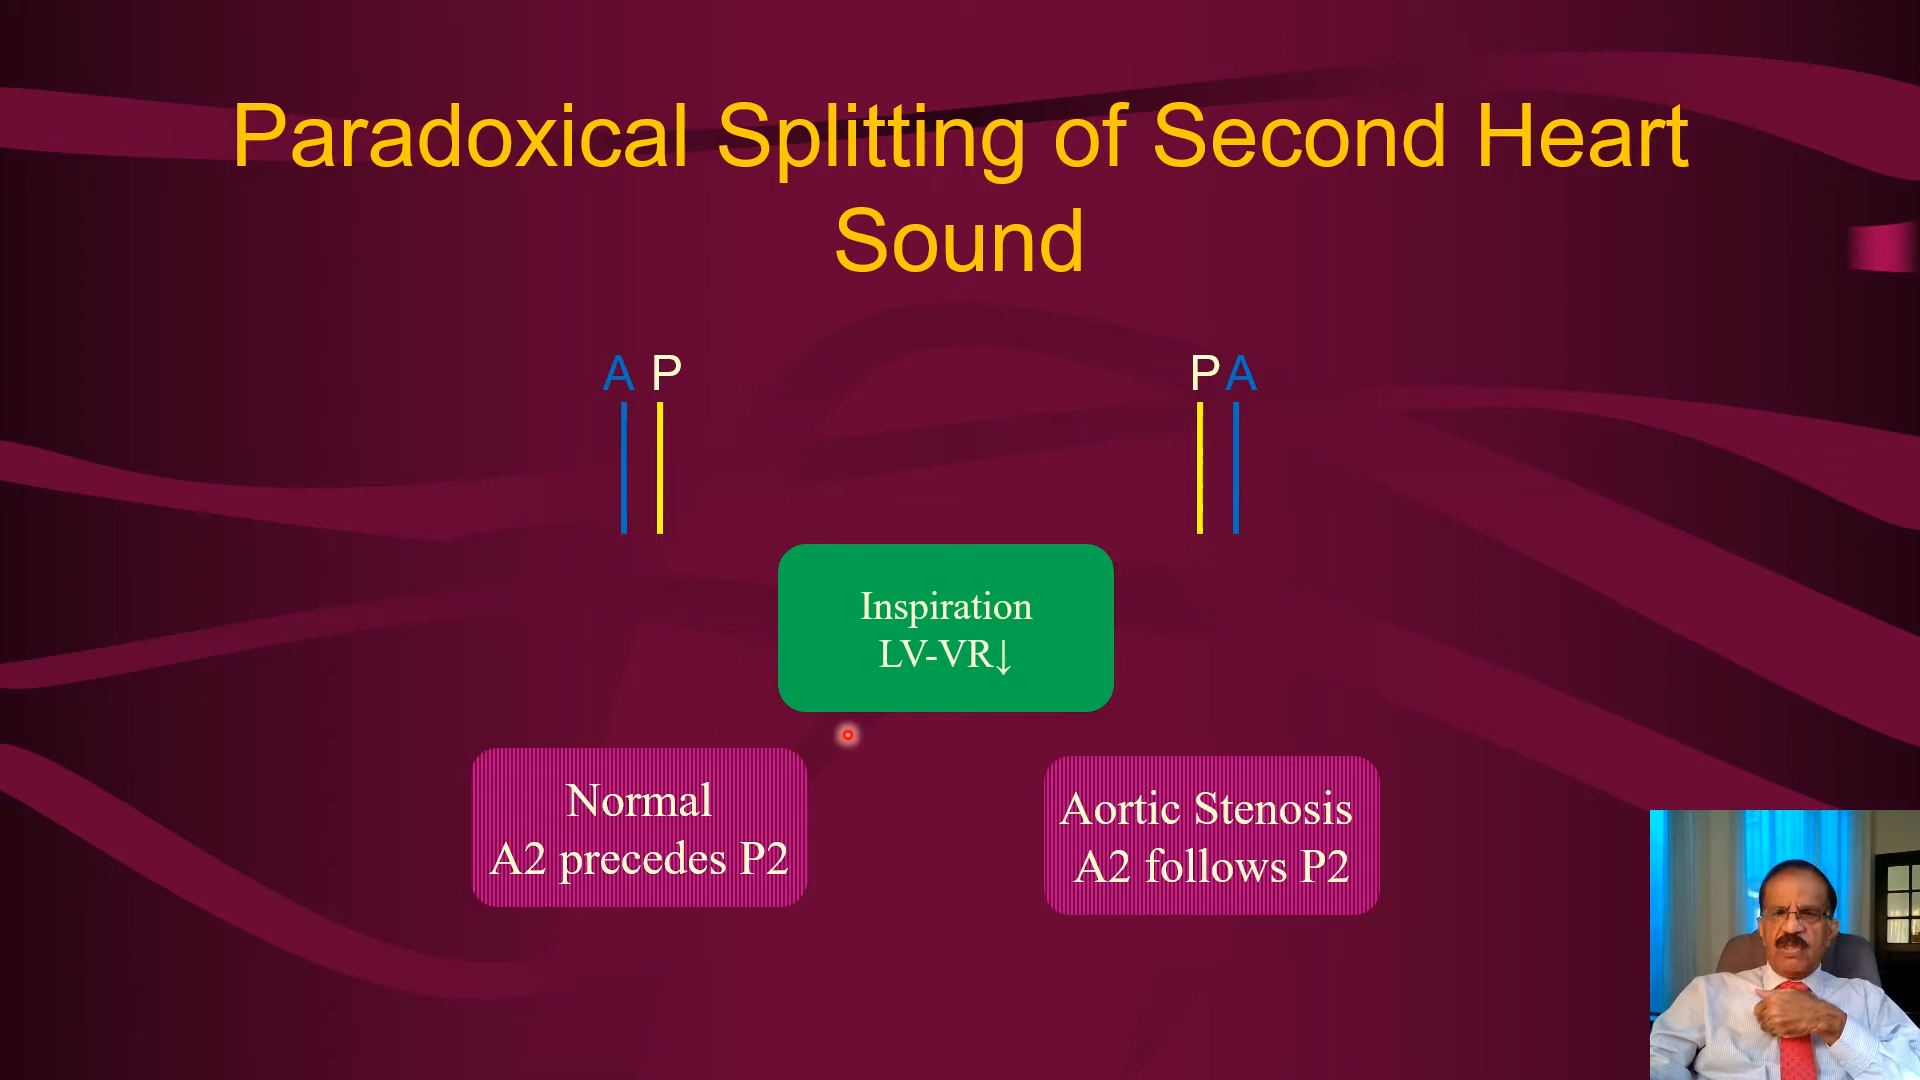 Paradoxical Splitting of Second Heart
Sound
A P
P A
Inspiration
LV-VR↓
Normal
A2 precedes P2
Aortic Stenosis
A2 follows P2